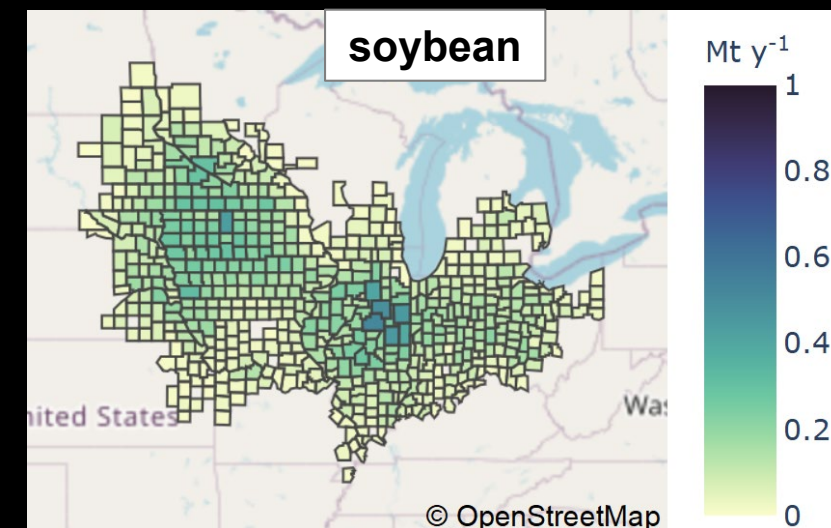 soybean
Mt y⁻¹
1
0.8
0.6
0.4
0.2
0
nited States
Was
© OpenStreetMap